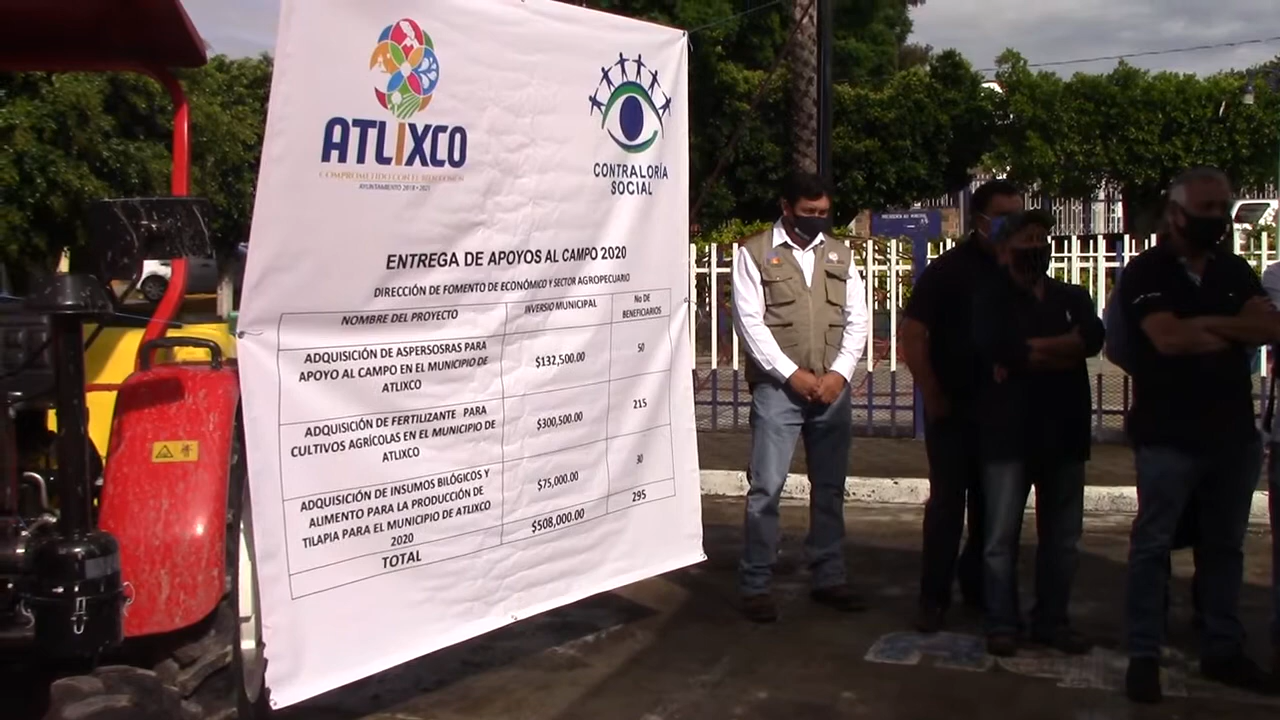 ATLIXCO
COMPROMETIDO CON EL BIEN COMÚN
AYUNTAMIENTO 2018 • 2021
CONTRALORÍA
SOCIAL
ENTREGA DE APOYOS AL CAMPO 2020
DIRECCIÓN DE FOMENTO DE ECONÓMICO Y SECTOR AGROPECUARIO
NOMBRE DEL PROYECTO
INVERSIO MUNICIPAL
No DE
BENEFICIARIOS
ADQUISICIÓN DE ASPERSOSRAS PARA
APOYO AL CAMPO EN EL MUNICIPIO DE
ATLIXCO
$132,500.00
50
ADQUISICIÓN DE FERTILIZANTE PARA
CULTIVOS AGRÍCOLAS EN EL MUNICIPIO DE
ATLIXCO
$300,500.00
215
ADQUISICIÓN DE INSUMOS BILÓGICOS Y
ALIMENTO PARA LA PRODUCCIÓN DE
TILAPIA PARA EL MUNICIPIO DE ATLIXCO
2020
$75,000.00
30
TOTAL
$508,000.00
295